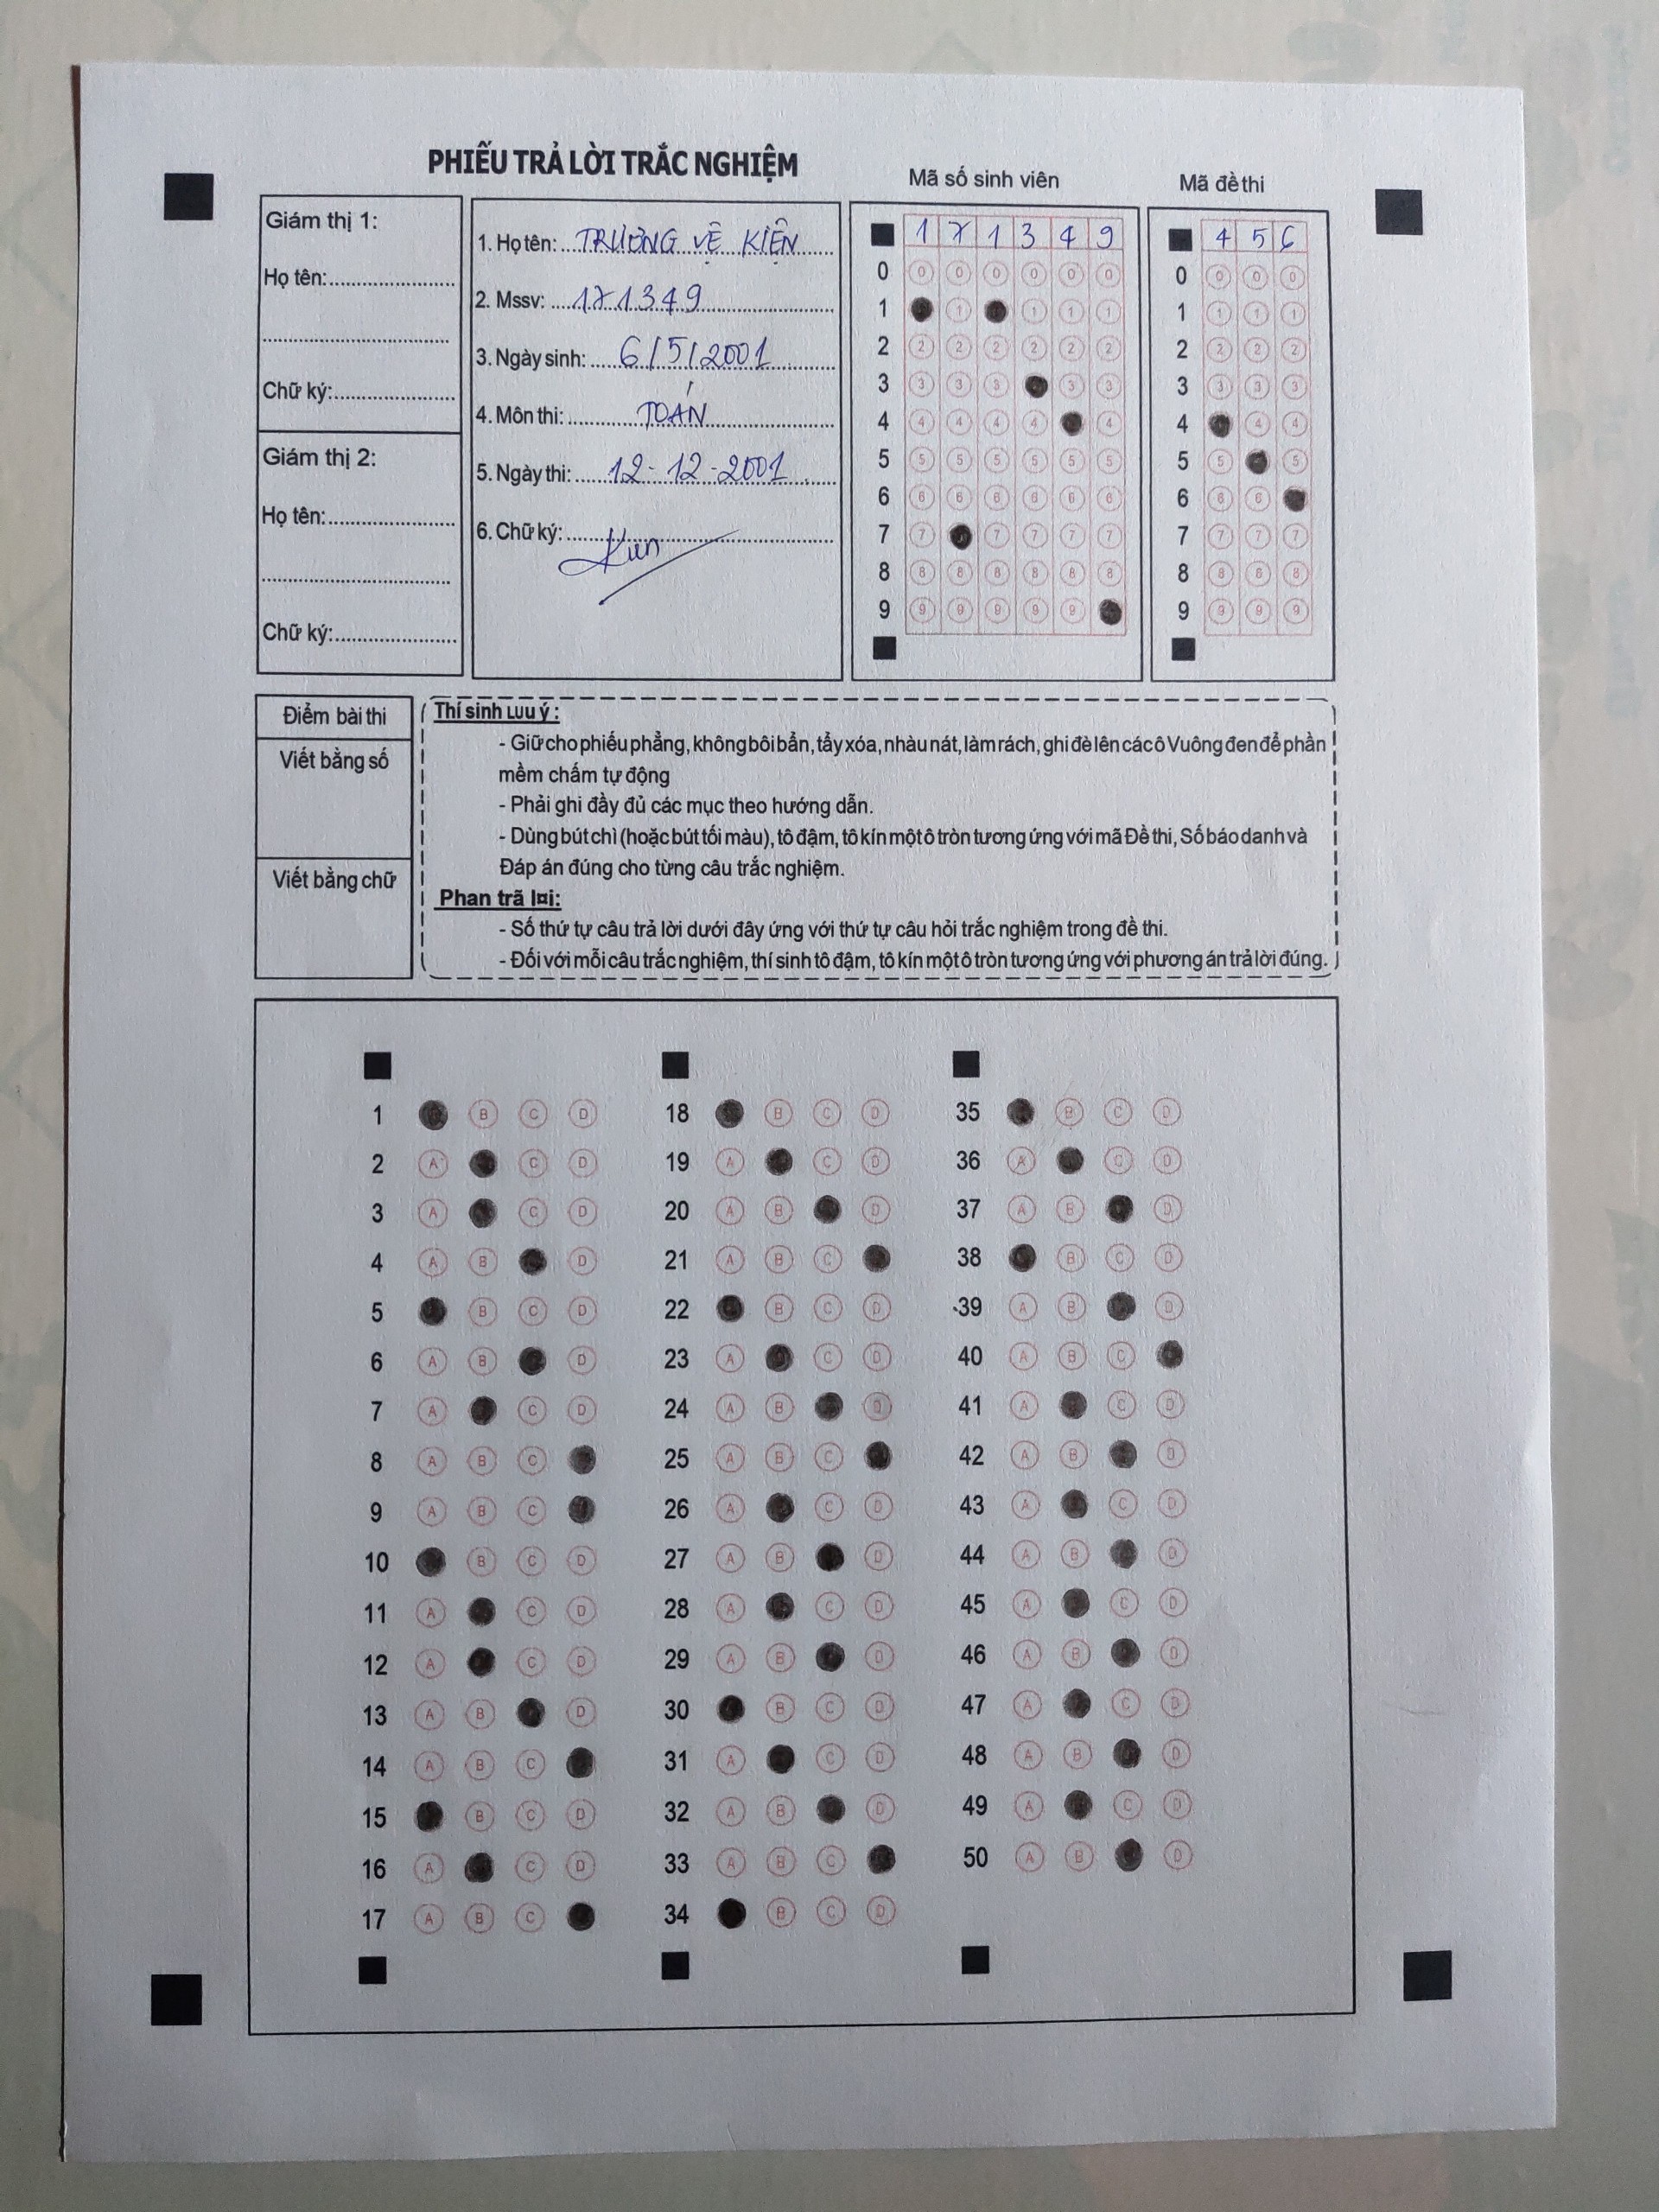 PHIẾU TRẢ LỜI TRẮC NGHIỆM
Giám thị 1:
Họ tên:
Chữ ký:
Giám thị 2:
Họ tên:
Chữ ký:
1. Họ tên: TRƯƠNG VỆ KIỆN
2. Mssv: 171349
3. Ngày sinh: 6/5/2001
4. Môn thi: TOÁN
5. Ngày thi: 12-12-2001
6. Chữ ký:
Mã số sinh viên
1 7 1 3 4 9
0 0 0 0 0 0 0
1 1 1 1 1
2 2 2 2 2 2 2
3 3 3 3 3 3
4 4 4 4 4 4
5 5 5 5 5 5 5
6 6 6 6 6 6 6
7 7 7 7 7 7
8 8 8 8 8 8 8
9 9 9 9 9 9
Mã đề thi
4 5 6
0 0 0 0
1 1 1 1
2 2 2 2
3 3 3 3
4 4 4
5 5 5
6 6 6
7 7 7 7
8 8 8 8
9 9 9 9
Điểm bài thi
Viết bằng số
Viết bằng chữ
Thí sinh LUU ý :
- Giữ cho phiếu phẳng, không bôi bẩn, tẩy xóa, nhàu nát, làm rách, ghi đè lên các ô Vuông đen để phần
mềm chấm tự động
- Phải ghi đầy đủ các mục theo hướng dẫn.
- Dùng bút chì (hoặc bút tối màu), tô đậm, tô kín một ô tròn tương ứng với mã Đề thi, Số báo danh và
Đáp án đúng cho từng câu trắc nghiệm.
Phan trã l¤i:
- Số thứ tự câu trả lời dưới đây ứng với thứ tự câu hỏi trắc nghiệm trong đề thi.
- Đối với mỗi câu trắc nghiệm, thí sinh tô đậm, tô kín một ô tròn tương ứng với phương án trả lời đúng.
1 B C D
2 A C D
3 A C D
4 A B D
5 B C D
6 A B D
7 A C D
8 A B C
9 A B C
10 B C D
11 A C D
12 A C D
13 A B D
14 A B C
15 B C D
16 A C D
17 A B C
18 B C D
19 A C D
20 A B D
21 A B C
22 B C D
23 A C D
24 A B D
25 A B C
26 A C D
27 A B D
28 A C D
29 A B D
30 B C D
31 A C D
32 A B D
33 A B C
34 B C D
35 B C D
36 A C D
37 A B D
38 B C D
39 A B D
40 A B C
41 A C D
42 A B D
43 A C D
44 A B D
45 A C D
46 A B D
47 A C D
48 A B D
49 A C D
50 A B D